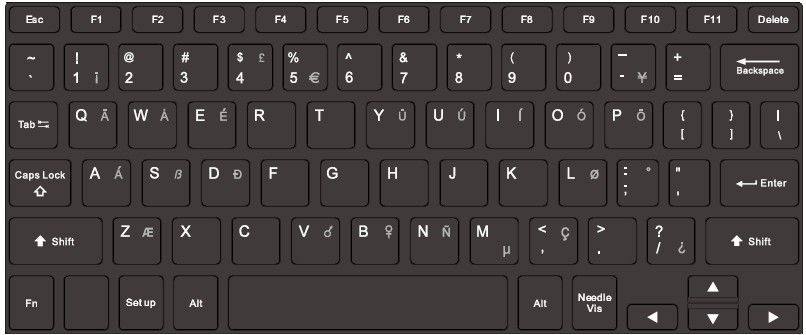 Esc F1 F2 F3 F4 F5 F6 F7 F8 F9 F10 F11 Delete
~ ! @ # $ £ % ^ & * ( ) — +
` 1 ¡ 2 3 4 5 € 6 7 8 9 0 - ¥ = Backspace
Tab Q Ã W Á E É R T Y Ū U Ú I Í O Ó P Õ { } |
[ ] \
Caps Lock A Á S ß D Đ F G H J K L Ø : ° " Enter
; '
Shift Z Æ X C V ♂ B ♀ N Ñ M µ < Ç > ? Shift
, . / ¿
Fn Set up Alt Alt Needle
Vis